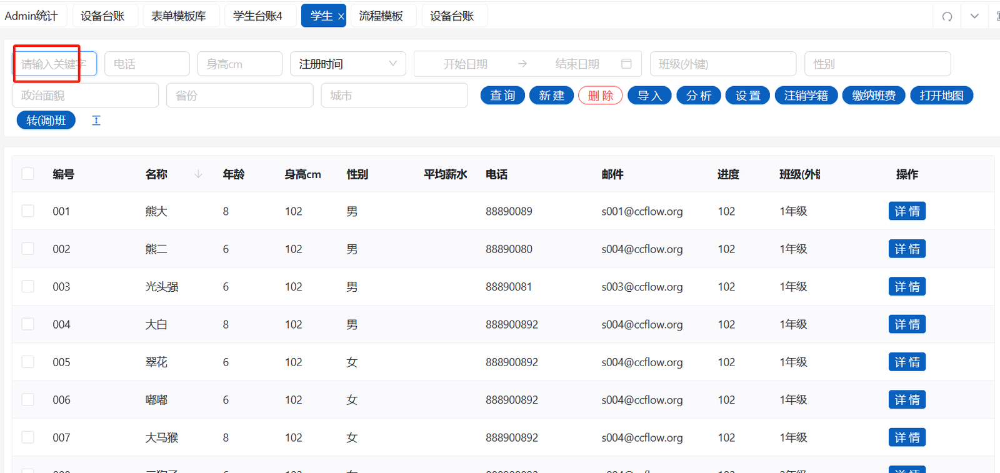 Admin统计 设备台账 表单模板库 学生台账4 学生 x 流程模板 设备台账
请输入关键字 电话 身高cm 注册时间 开始日期 → 结束日期 班级(外键) 性别
政治面貌 省份 城市 查询 新建 删除 导入 分析 设置 注销学籍 缴纳班费 打开地图
转(调)班
编号 名称 年龄 身高cm 性别 平均薪水 电话 邮件 进度 班级(外键 操作
001 熊大 8 102 男 88890089 s001@ccflow.org 102 1年级 详情
002 熊二 6 102 男 88890080 s004@ccflow.org 102 1年级 详情
003 光头强 6 102 男 88890081 s003@ccflow.org 102 1年级 详情
004 大白 8 102 男 888900892 s004@ccflow.org 102 1年级 详情
005 翠花 6 102 女 888900892 s004@ccflow.org 102 1年级 详情
006 嘟嘟 6 102 女 888900892 s004@ccflow.org 102 1年级 详情
007 大马猴 8 102 女 888900892 s004@ccflow.org 102 1年级 详情